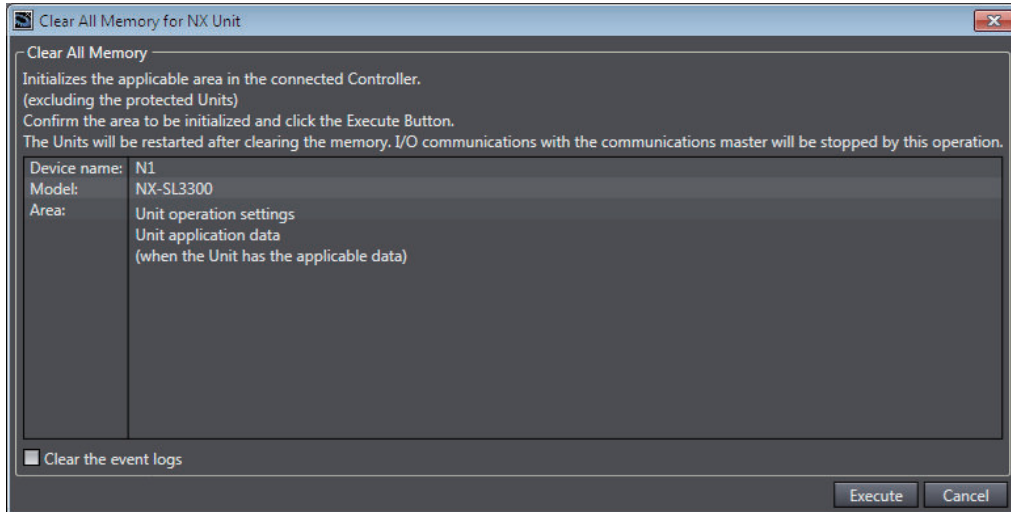 Clear All Memory for NX Unit
Clear All Memory
Initializes the applicable area in the connected Controller.
(excluding the protected Units)
Confirm the area to be initialized and click the Execute Button.
The Units will be restarted after clearing the memory. I/O communications with the communications master will be stopped by this operation.
Device name: N1
Model: NX-SL3300
Area: Unit operation settings
Unit application data
(when the Unit has the applicable data)
Clear the event logs
Execute Cancel